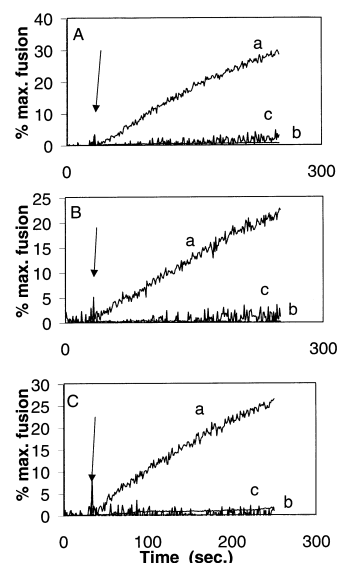 A
% max. fusion
40
30
20
10
0
a
c
b
0
300
B
% max. fusion
25
20
15
10
5
0
a
c
b
0
300
C
% max. fusion
30
25
20
15
10
5
0
a
c
b
0 100 200 300
Time (sec.)